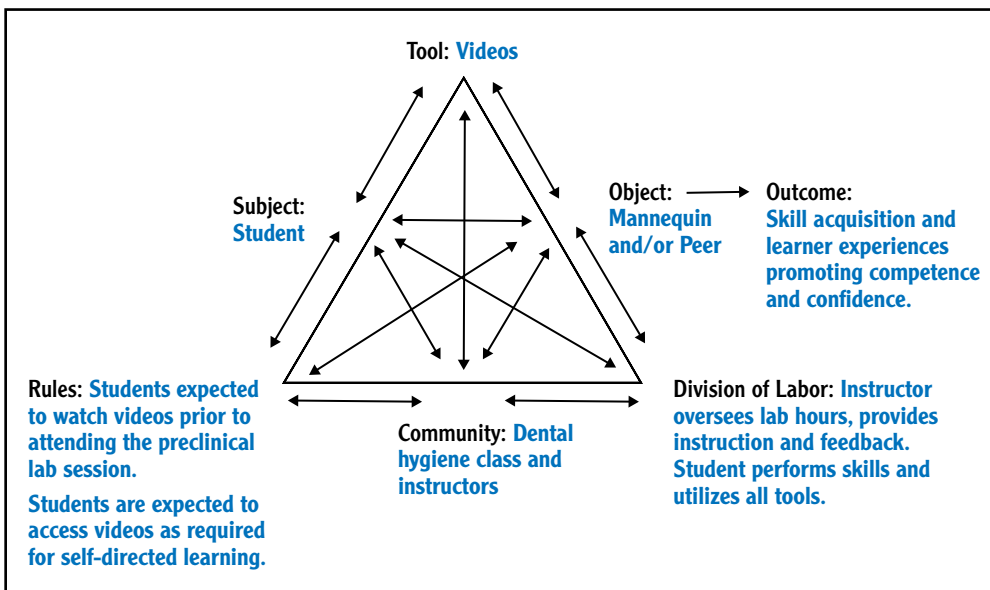 Tool: Videos
Subject:
Student
Object:
Mannequin
and/or Peer
Outcome:
Skill acquisition and
learner experiences
promoting competence
and confidence.
Rules: Students expected
to watch videos prior to
attending the preclinical
lab session.
Students are expected to
access videos as required
for self-directed learning.
Community: Dental
hygiene class and
instructors
Division of Labor: Instructor
oversees lab hours, provides
instruction and feedback.
Student performs skills and
utilizes all tools.